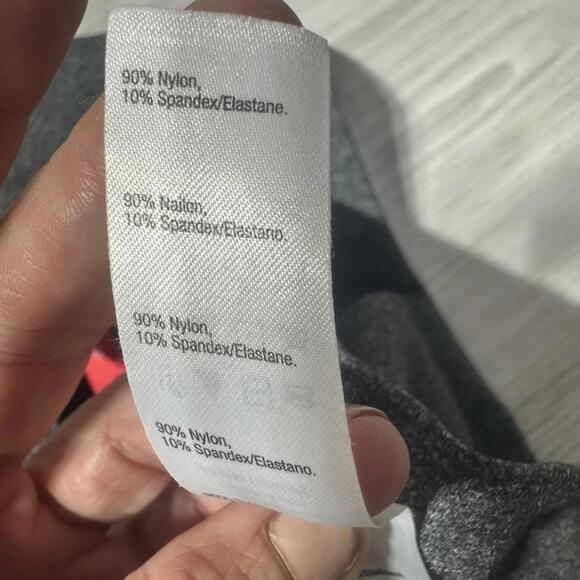 90% Nylon,
10% Spandex/Elastane.
90% Nailon,
10% Spandex/Elastano.
90% Nylon,
10% Spandex/Elastane.
90% Nylon,
10% Spandex/Elastano.